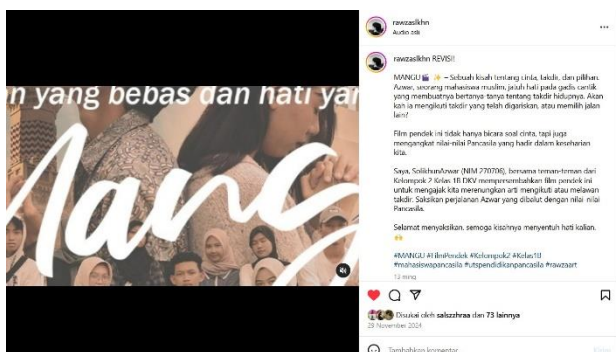 n yang bebas dan hati yan
Mang
rawzaslkhn
Audio asli
rawzaslkhn REVISI!
MANGU 🎬 ✨ – Sebuah kisah tentang cinta, takdir, dan pilihan.
Azwar, seorang mahasiswa muslim, jatuh hati pada gadis cantik
yang membuatnya bertanya-tanya tentang takdir hidupnya. Akan
kah ia mengikuti takdir yang telah digariskan, atau memilih jalan
lain?
Film pendek ini tidak hanya bicara soal cinta, tapi juga
mengangkat nilai-nilai Pancasila yang hadir dalam keseharian
kita.
Saya, SolikhunAzwar (NIM 270706), bersama teman-teman dari
Kelompok 2 Kelas 1B DKV mempersembahkan film pendek ini
untuk mengajak kita merenungkan arti mengikuti atau melawan
takdir. Saksikan perjalanan Azwar yang dibalut dengan nilai nilai
Pancasila.
Selamat menyaksikan, semoga kisahnya menyentuh hati kalian.
#MANGU #FilmPendek #Kelompok2 #Kelas1B
#mahasiswapancasila #utspendidikanpancasila #rawzaart
13 mng
Disukai oleh salszzhraa dan 73 lainnya
28 November 2024
Tambahkan komentar